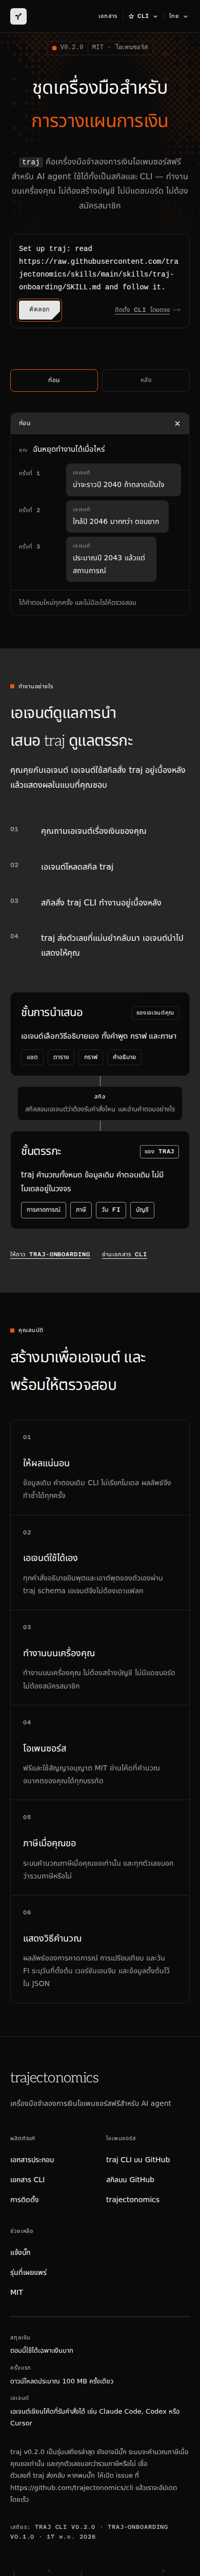 เอกสาร
☆ CLI
ไทย
V0.2.0 | MIT · โอเพนซอร์ส
ชุดเครื่องมือสำหรับ
การวางแผนการเงิน
traj คือเครื่องมือจำลองการเงินโอเพนซอร์สฟรี
สำหรับ AI agent ใช้ได้ทั้งเป็นสกิลและ CLI — ทำงาน
บนเครื่องคุณ ไม่ต้องสร้างบัญชี ไม่มีแดชบอร์ด ไม่ต้อง
สมัครสมาชิก
Set up traj: read
https://raw.githubusercontent.com/tra
jectonomics/skills/main/skills/traj-
onboarding/SKILL.md and follow it.
คัดลอก
ติดตั้ง CLI โดยตรง →
ก่อน
หลัง
ก่อน
×
คุณ ฉันหยุดทำงานได้เมื่อไหร่
ครั้งที่ 1
เอเจนต์
น่าจะราวปี 2040 ถ้าตลาดเป็นใจ
ครั้งที่ 2
เอเจนต์
ใกล้ปี 2046 มากกว่า ตอบยาก
ครั้งที่ 3
เอเจนต์
ประมาณปี 2043 แล้วแต่
สถานการณ์
ได้คำตอบใหม่ทุกครั้ง และไม่มีอะไรให้ตรวจสอบ
ทำงานอย่างไร
เอเจนต์ดูแลการนำ
เสนอ traj ดูแลตรรกะ
คุณคุยกับเอเจนต์ เอเจนต์ใช้สกิลสั่ง traj อยู่เบื้องหลัง
แล้วแสดงผลในแบบที่คุณชอบ
01
คุณถามเอเจนต์เรื่องเงินของคุณ
02
เอเจนต์โหลดสกิล traj
03
สกิลสั่ง traj CLI ทำงานอยู่เบื้องหลัง
04
traj ส่งตัวเลขที่แม่นยำกลับมา เอเจนต์นำไป
แสดงให้คุณ
ชั้นการนำเสนอ
ของเอเจนต์คุณ
เอเจนต์เลือกวิธีอธิบายเอง ทั้งคำพูด กราฟ และภาษา
แชต
ตาราง
กราฟ
คำอธิบาย
สกิล
สกิลสอนเอเจนต์ว่าต้องรันคำสั่งไหน และอ่านคำตอบอย่างไร
ชั้นตรรกะ
ของ TRAJ
traj คำนวณทั้งหมด ข้อมูลเดิม คำตอบเดิม ไม่มี
โมเดลอยู่ในวงจร
การคาดการณ์
ภาษี
วัน FI
บัญชี
ให้ดาว TRAJ-ONBOARDING
อ่านเอกสาร CLI
คุณสมบัติ
สร้างมาเพื่อเอเจนต์ และ
พร้อมให้ตรวจสอบ
01
ให้ผลแน่นอน
ข้อมูลเดิม คำตอบเดิม CLI ไม่เรียกโมเดล ผลลัพธ์จึง
ทำซ้ำได้ทุกครั้ง
02
เอเจนต์ใช้ได้เอง
ทุกคำสั่งอธิบายอินพุตและเอาต์พุตของตัวเองผ่าน
traj schema เอเจนต์จึงไม่ต้องเดาแฟลก
03
ทำงานบนเครื่องคุณ
ทำงานบนเครื่องคุณ ไม่ต้องสร้างบัญชี ไม่มีแดชบอร์ด
ไม่ต้องสมัครสมาชิก
04
โอเพนซอร์ส
ฟรีและใช้สัญญาอนุญาต MIT อ่านโค้ดที่คำนวณ
อนาคตของคุณได้ทุกบรรทัด
05
ภาษีเมื่อคุณขอ
ระบบคำนวณภาษีเมื่อคุณขอเท่านั้น และทุกตัวเลขบอก
ว่ารวมภาษีหรือไม่
06
แสดงวิธีคำนวณ
ผลลัพธ์ของการคาดการณ์ การเปรียบเทียบ และวัน
FI ระบุวันที่ตั้งต้น เวอร์ชันเอนจิน และข้อมูลตั้งต้นไว้
ใน JSON
trajectonomics
เครื่องมือจำลองการเงินโอเพนซอร์สฟรีสำหรับ AI agent
ผลิตภัณฑ์
เอกสารประกอบ
เอกสาร CLI
การติดตั้ง
โอเพนซอร์ส
traj CLI บน GitHub
สกิลบน GitHub
trajectonomics
ช่วยเหลือ
แจ้งบั๊ก
รุ่นที่เผยแพร่
MIT
สกุลเงิน
ตอนนี้ใช้ได้เฉพาะเงินบาท
ครั้งแรก
ดาวน์โหลดประมาณ 100 MB ครั้งเดียว
เอเจนต์
เอเจนต์เขียนโค้ดที่รันคำสั่งได้ เช่น Claude Code, Codex หรือ
Cursor
traj v0.2.0 เป็นรุ่นเสถียรล่าสุด ยังอาจมีบั๊ก ระบบจะคำนวณภาษีเมื่อ
คุณขอเท่านั้น และทุกตัวเลขบอกว่ารวมภาษีหรือไม่ เชื่อ
ตัวเลขที่ traj ส่งกลับ หากพบบั๊ก ให้เปิด issue ที่
https://github.com/trajectonomics/cli แล้วเราจะอัปเดต
โดยเร็ว
เสถียร: TRAJ CLI V0.2.0 · TRAJ-ONBOARDING
V0.1.0 · 17 พ.ย. 2026